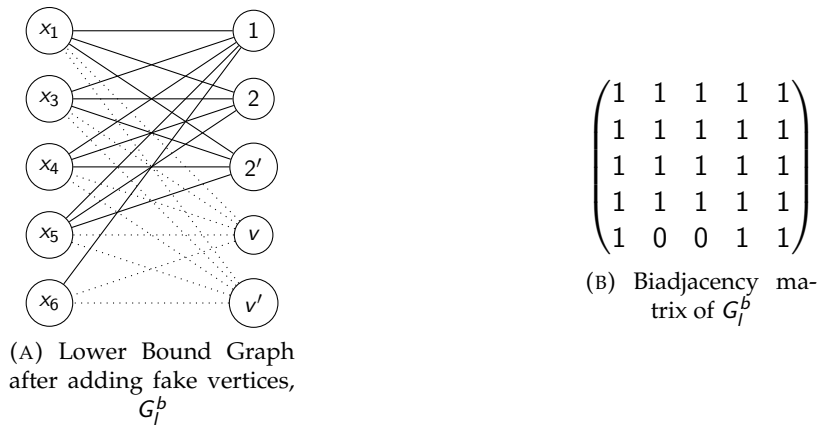 x₁ 1
x₃ 2
x₄ 2′
x₅ v
x₆ v′
(A) Lower Bound Graph
after adding fake vertices,
G_l^b
1 1 1 1 1
1 1 1 1 1
1 1 1 1 1
1 1 1 1 1
1 0 0 1 1
(B) Biadjacency ma-
trix of G_l^b